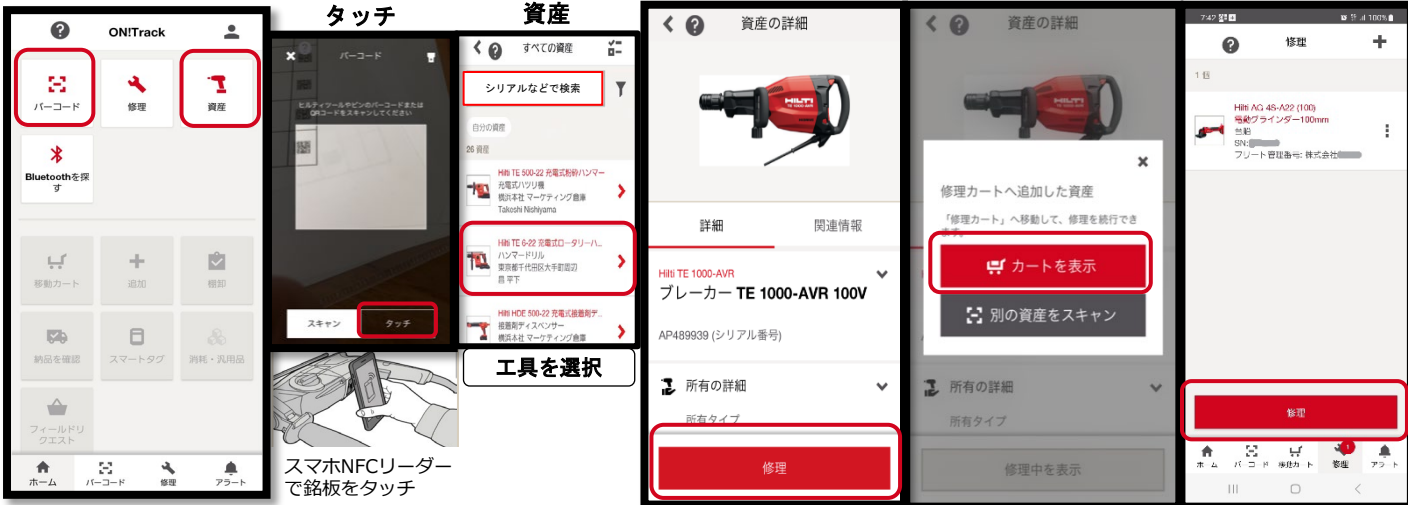 ON!Track
バーコード
修理
資産
Bluetoothを探
す
移動カート
追加
棚卸
納品を確認
スマートタグ
消耗・汎用品
フィールドリ
クエスト
ホーム
バーコード
修理
アラート
タッチ
バーコード
ヒルティツールやピンのバーコードまたは
QRコードをスキャンしてください
スキャン
タッチ
スマホNFCリーダー
で銘板をタッチ
資産
すべての資産
シリアルなどで検索
自分の資産
26 資産
Hilti TE 500-22 充電式粉砕ハンマー
充電式ハツリ機
横浜本社 マーケティング倉庫
Takoshi Nishiyama
Hilti TE 6-22 充電式ロータリーハ...
ハンマードリル
東京都千代田区大手町周辺
昌 平下
Hilti HDE 500-22 充電式接着剤デ...
接着剤ディスペンサー
横浜本社 マーケティング倉庫
工具を選択
資産の詳細
HILTI
TE 1000-AVR
詳細
関連情報
Hilti TE 1000-AVR
ブレーカー TE 1000-AVR 100V
AP489939 (シリアル番号)
所有の詳細
所有タイプ
修理
資産の詳細
HILTI
修理カートへ追加した資産
「修理カート」へ移動して、修理を続行でき
ます。
カートを表示
別の資産をスキャン
所有の詳細
所有タイプ
修理中を表示
7:42
100%
修理
1 個
Hilti AG 4S-A22 (100)
電動グラインダー100mm
SN:
フリート管理番号: 株式会社
修理
ホーム
バーコード
移動カート
修理
1
アラート